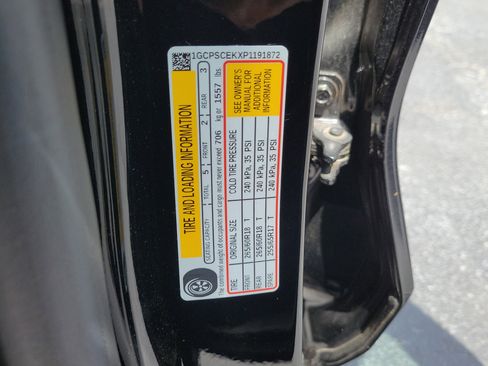 1GCPSCEKXP1191872
TIRE AND LOADING INFORMATION
SEATING CAPACITY TOTAL 5 FRONT 2 REAR 3
The combined weight of occupants and cargo must never exceed 706 kg or 1557 lbs.
TIRE ORIGINAL SIZE COLD TIRE PRESSURE
FRONT 265/60R18 T 240 kPa, 35 PSI
REAR 265/60R18 T 240 kPa, 35 PSI
SPARE 255/65R17 T 240 kPa, 35 PSI
SEE OWNER'S
MANUAL FOR
ADDITIONAL
INFORMATION